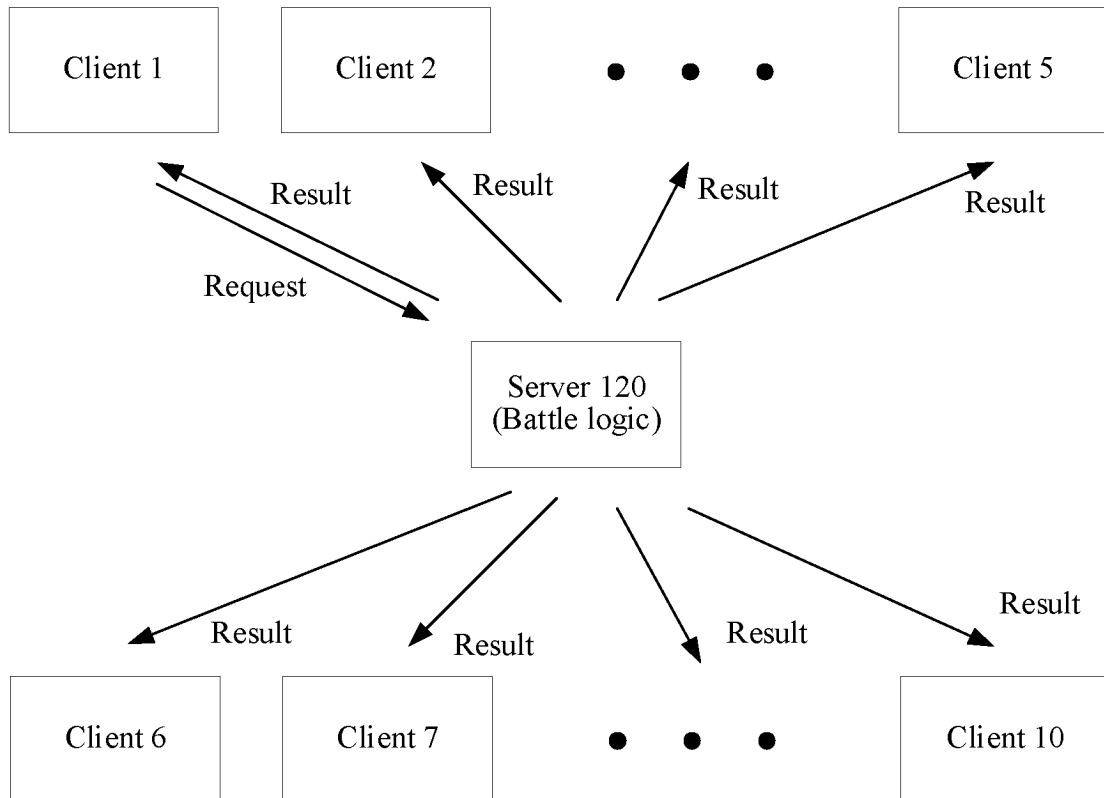 Client 1
Client 2
Client 5
Result
Result
Result
Result
Request
Server 120
(Battle logic)
Result
Result
Result
Result
Client 6
Client 7
Client 10